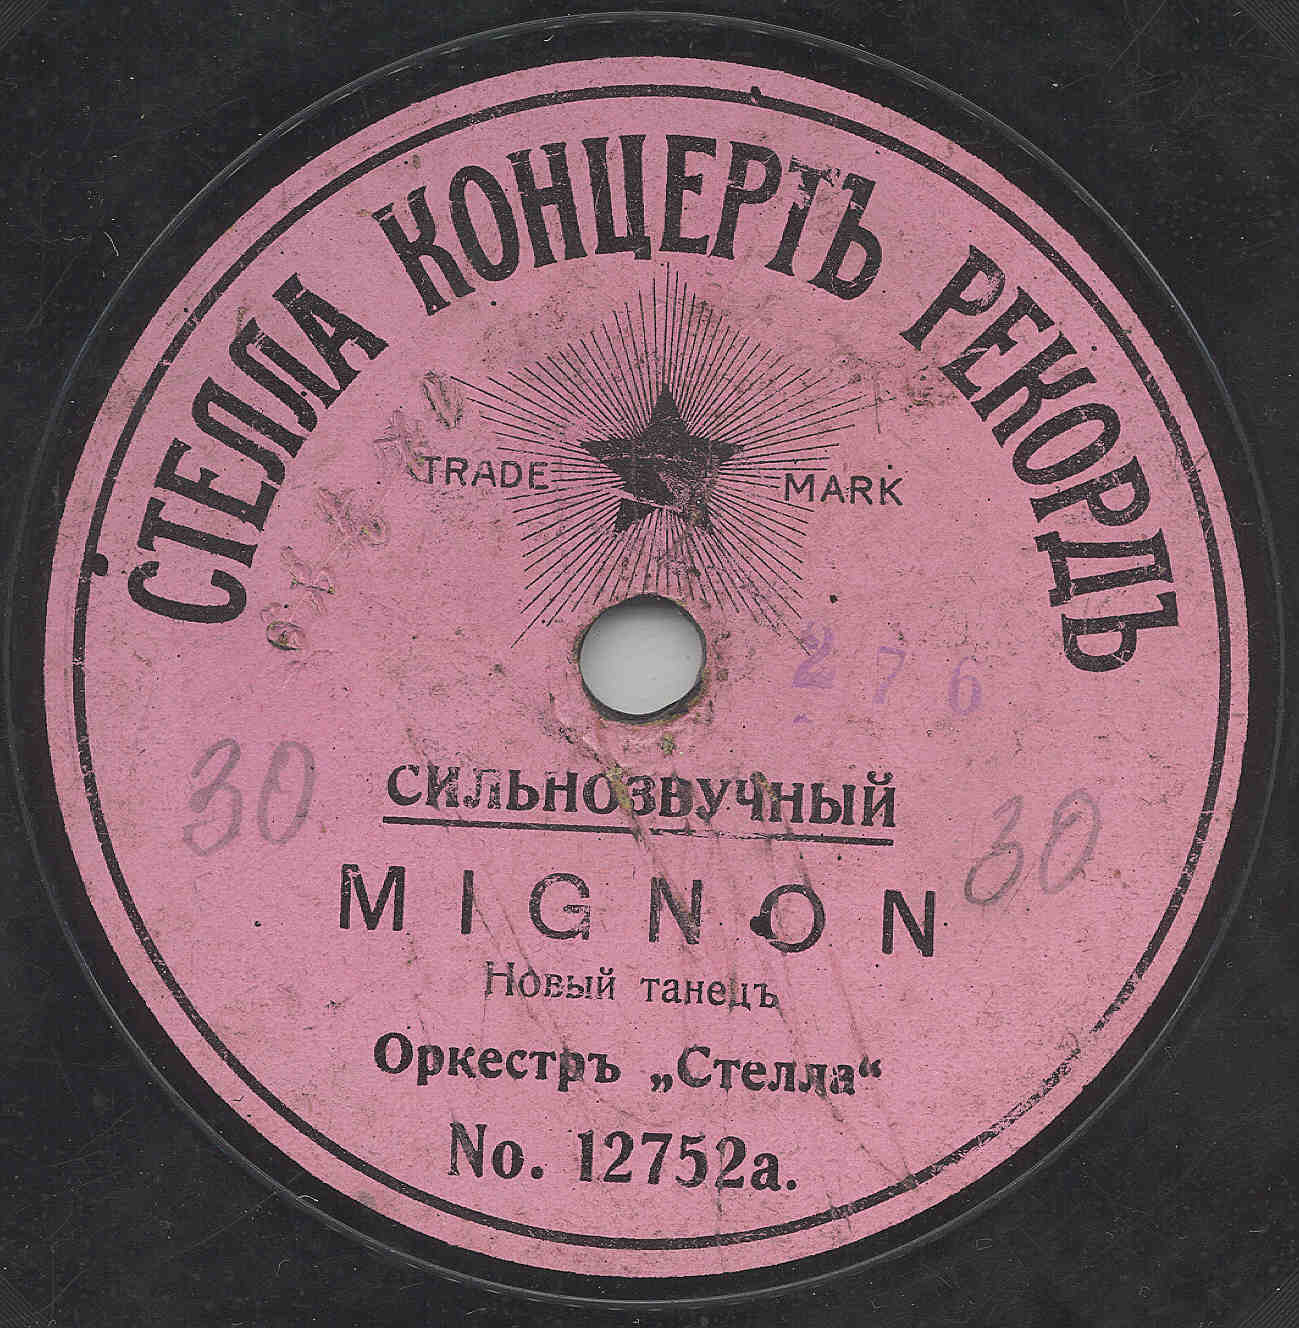 СТЕЛЛА КОНЦЕРТЪ РЕКОРДЪ
TRADE MARK
276
30 30
СИЛЬНОЗВУЧНЫЙ
MIGNON
Новый танецъ
Оркестръ „Стелла“
No. 12752a.